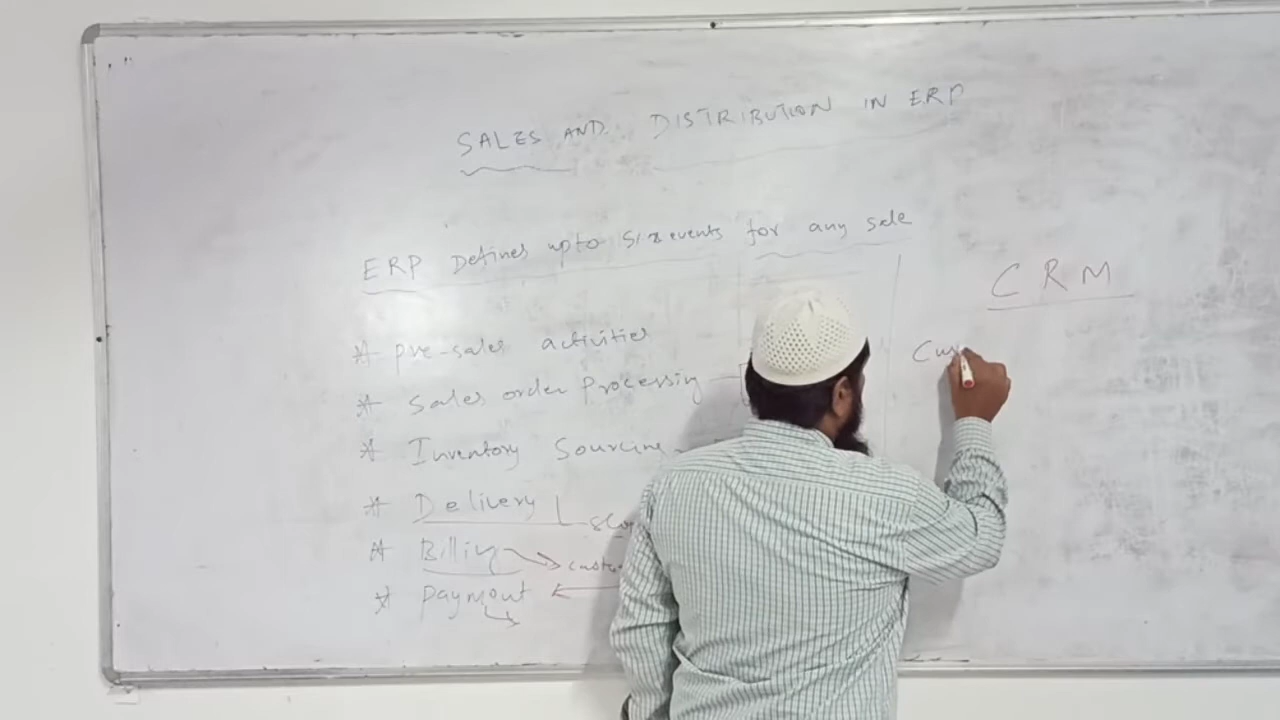 SALES AND DISTRIBUTION IN ERP
ERP Defines upto Six events for any sale
CRM
* Pre-sales activities
Cus
* Sales order Processing
* Inventory Sourcing
* Delivery
* Billing
custo
* Payment